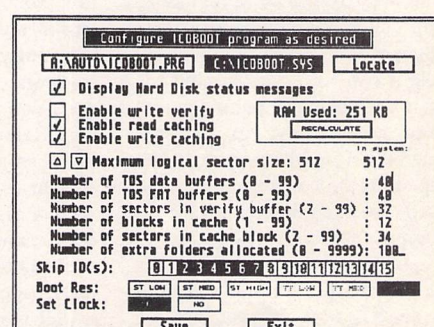 Configure ICDBOOT program as desired
A:\AUTO\ICDBOOT.PRG C:\ICDBOOT.SYS Locate
Display Hard Disk status messages
Enable write verify
Enable read caching
Enable write caching
RAM Used: 251 KB
RECALCULATE
in system:
Maximum logical sector size: 512 512
Number of TOS data buffers (0 - 99) : 40
Number of TOS FAT buffers (0 - 99) : 40
Number of sectors in verify buffer (2 - 99) : 32
Number of blocks in cache (1 - 99) : 12
Number of sectors in cache block (2 - 99) : 34
Number of extra folders allocated (0 - 9999): 100_
Skip ID(s): 0 1 2 3 4 5 6 7 8 9 10 11 12 13 14 15
Boot Res: ST LOW ST MED ST HIGH TT LOW TT MED
Set Clock: NO
Save Exit